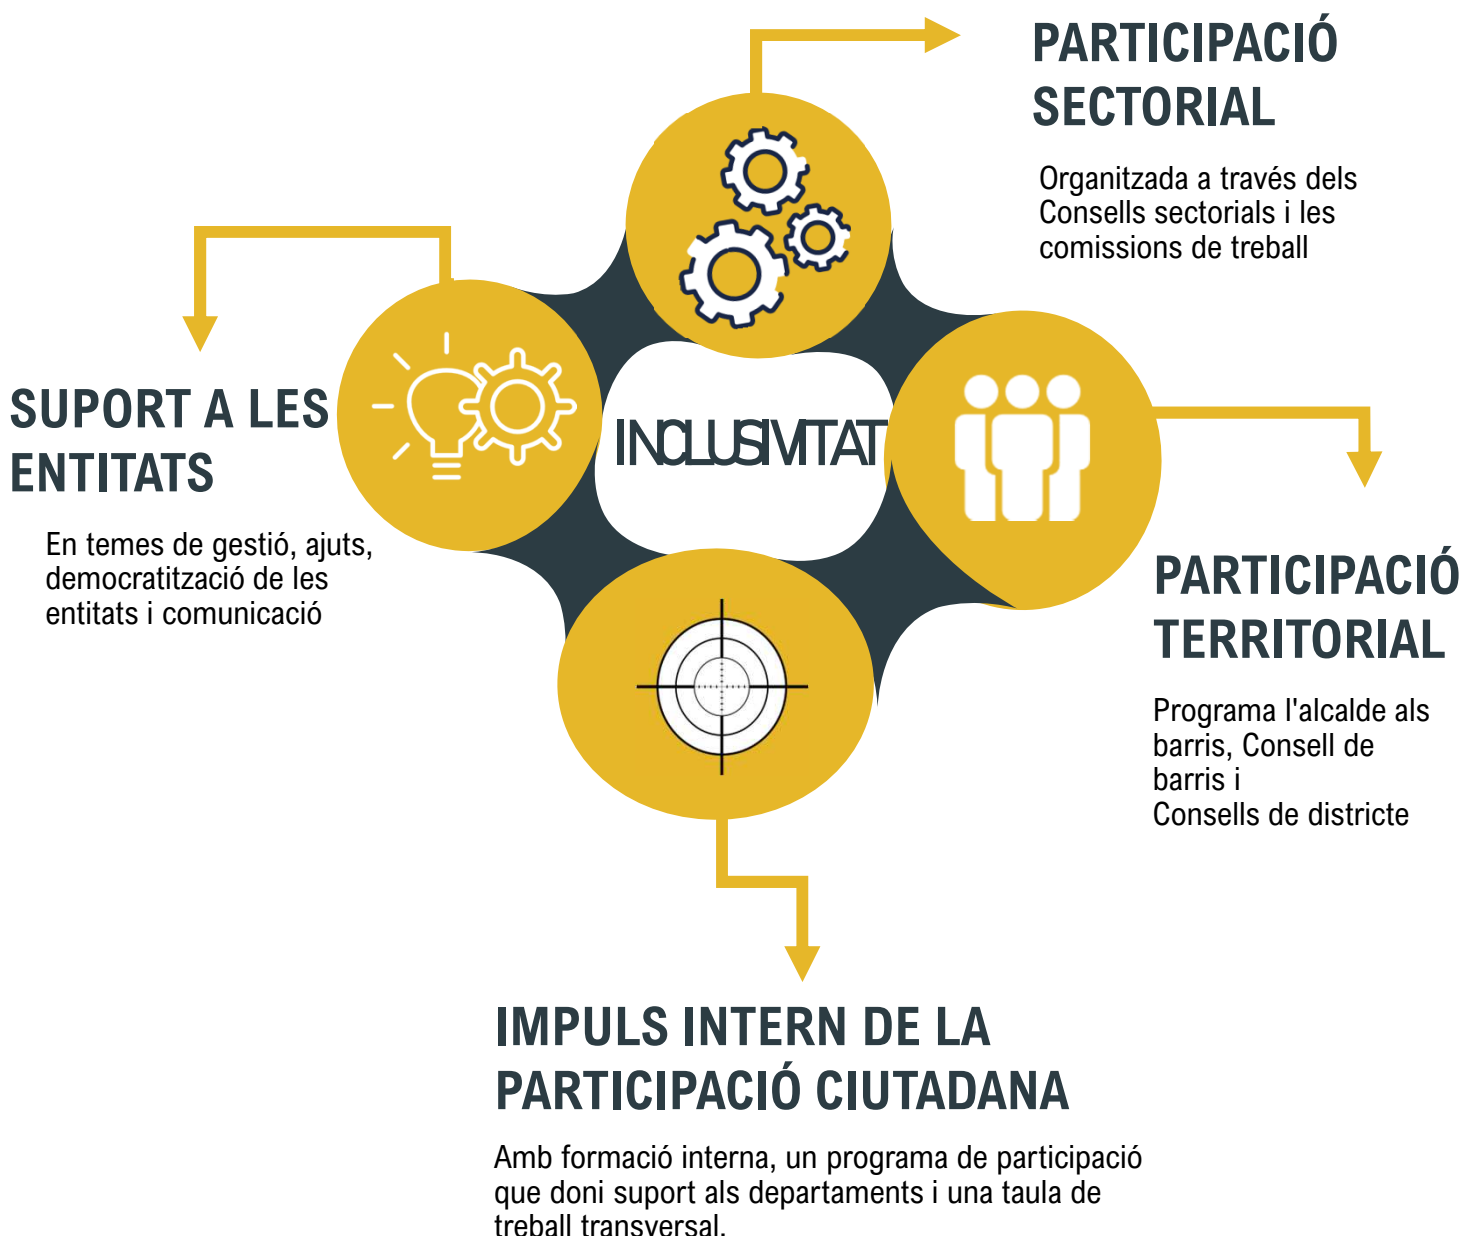 PARTICIPACIÓ
SECTORIAL
Organitzada a través dels
Consells sectorials i les
comissions de treball
SUPORT A LES
ENTITATS
En temes de gestió, ajuts,
democratització de les
entitats i comunicació
INCLUSIVITAT
PARTICIPACIÓ
TERRITORIAL
Programa l'alcalde als
barris, Consell de
barris i
Consells de districte
IMPULS INTERN DE LA
PARTICIPACIÓ CIUTADANA
Amb formació interna, un programa de participació
que doni suport als departaments i una taula de
treball transversal.